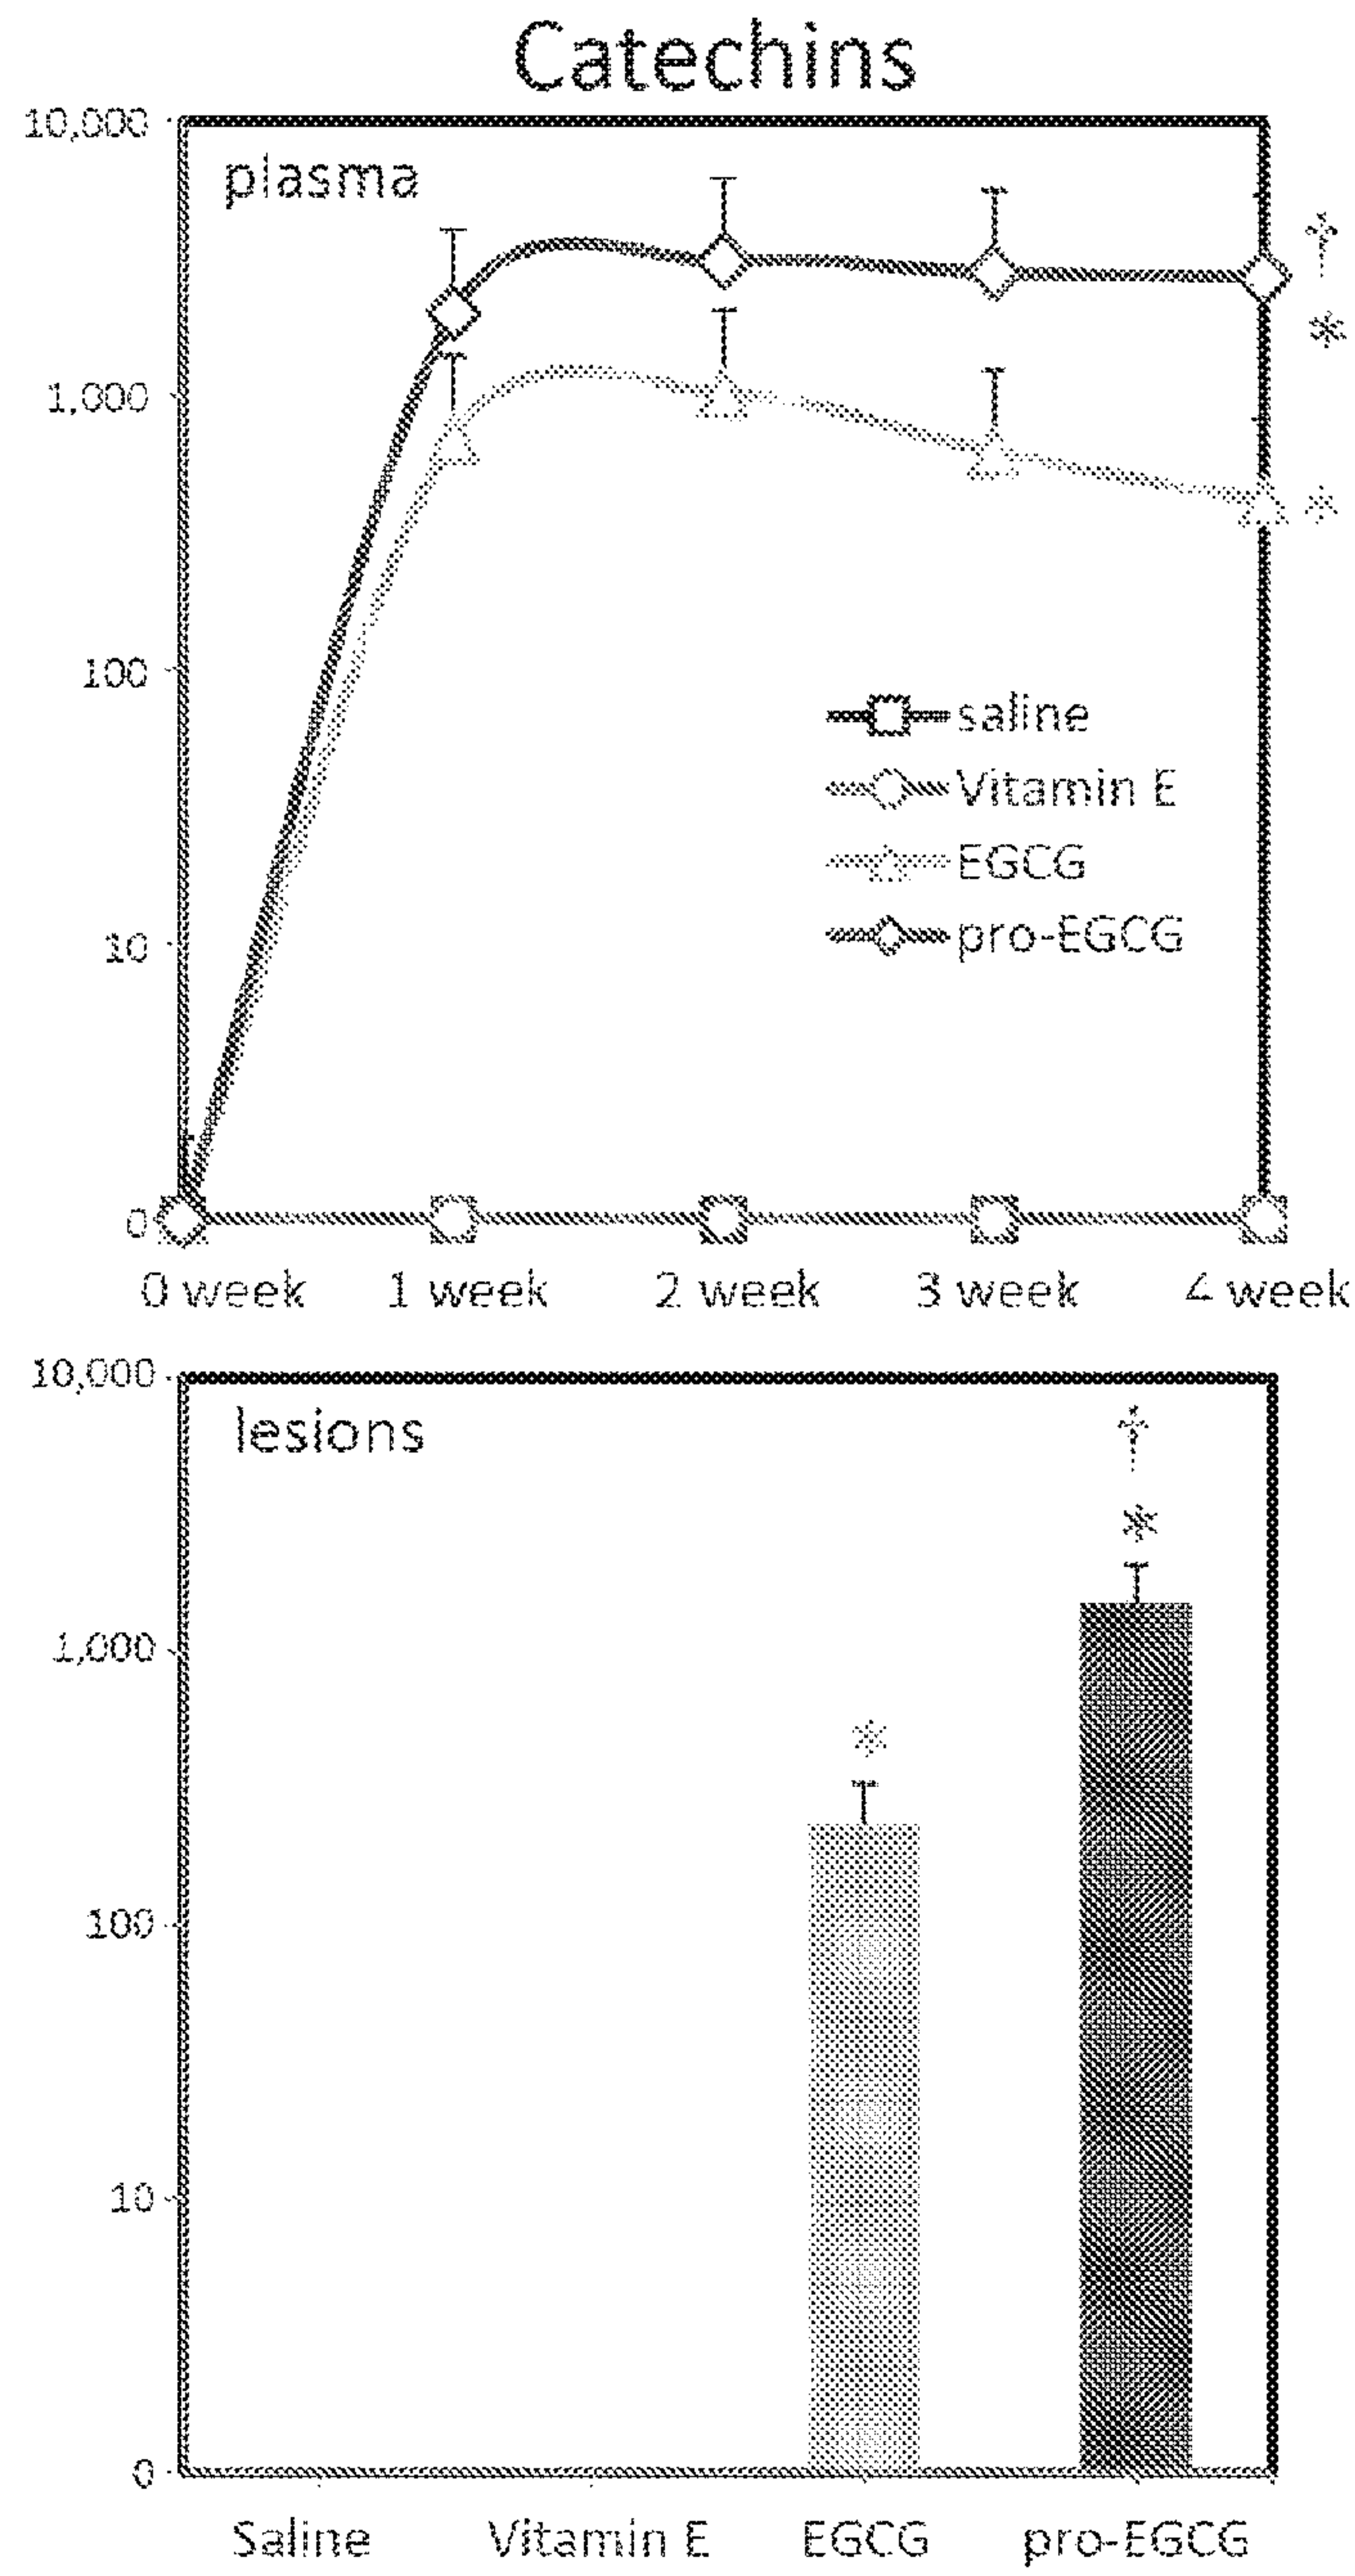 Catechins
10,000
plasma
†
*
1,000
*
100
saline
Vitamin E
EGCG
10
pro-EGCG
0
0 week 1 week 2 week 3 week 4 week
10,000
lesions
†
*
1,000
*
100
10
0
Saline Vitamin E EGCG pro-EGCG